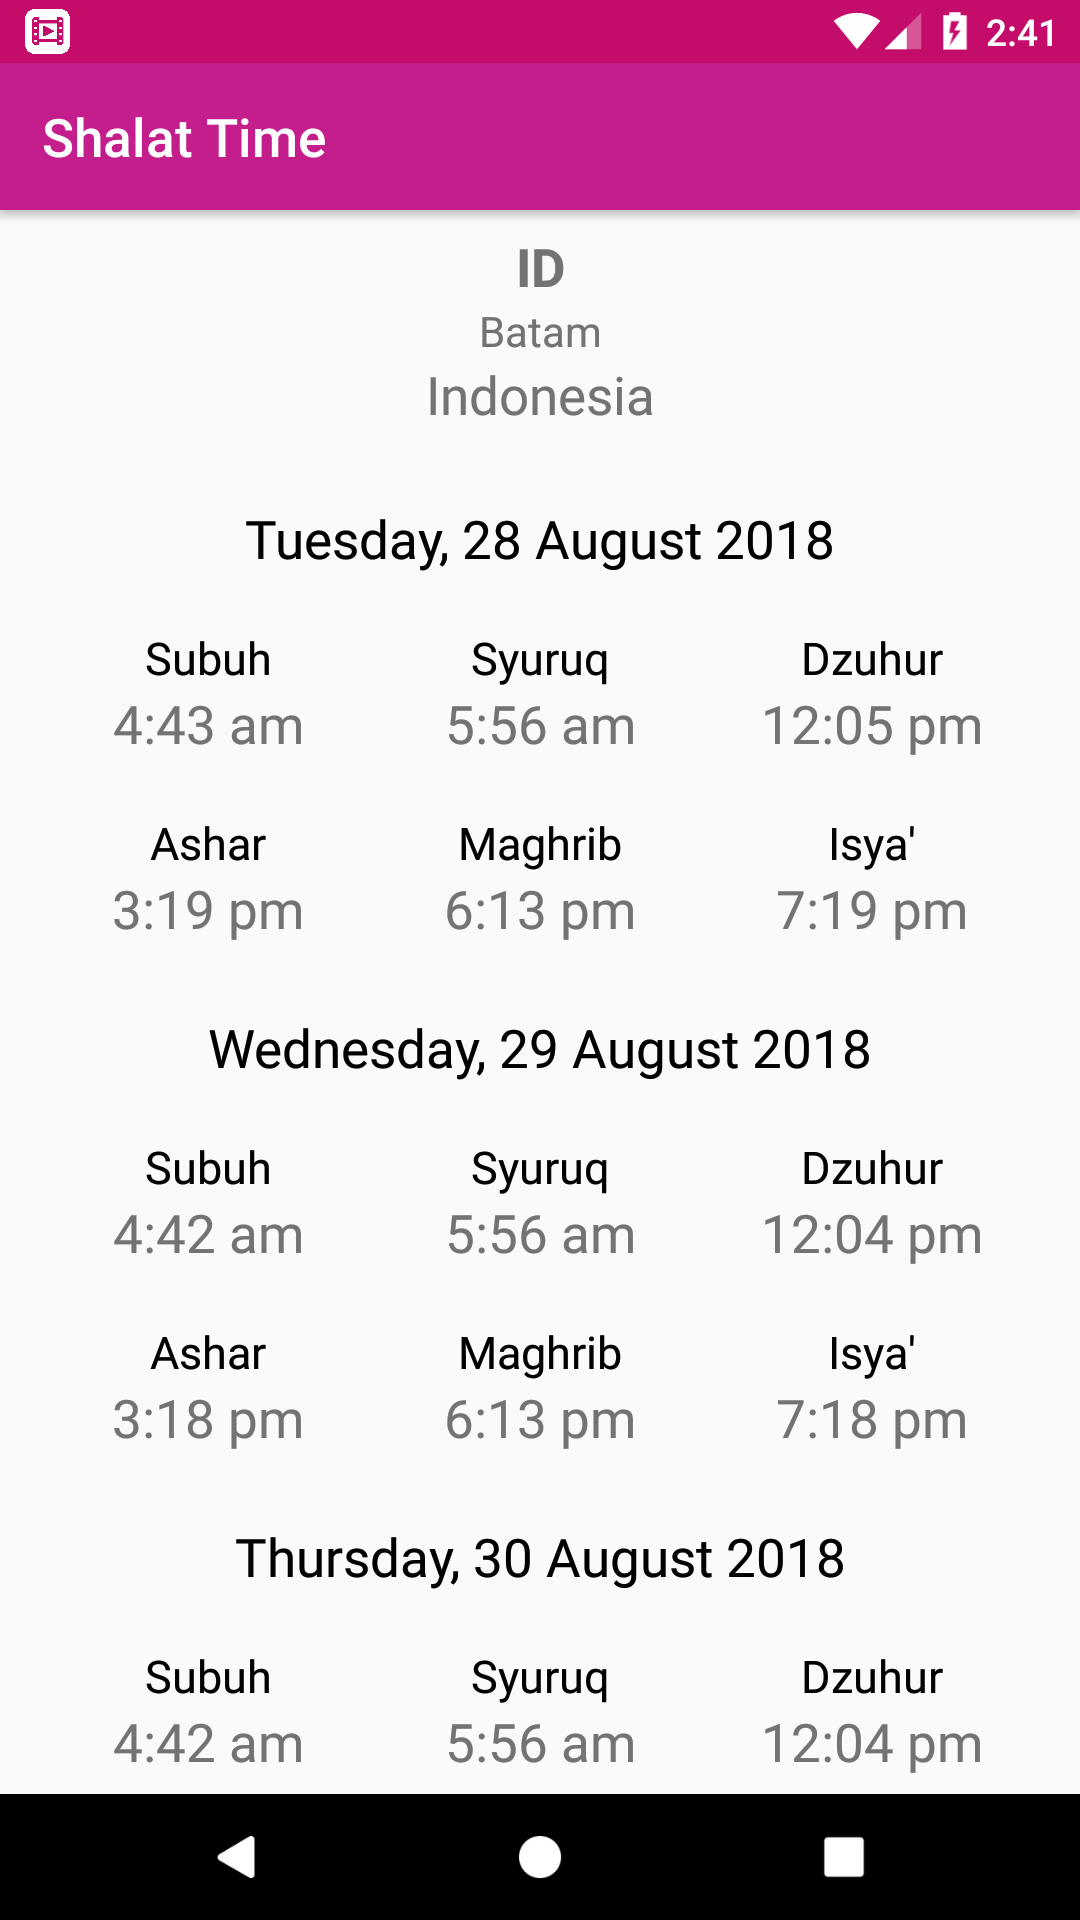 2:41
Shalat Time
ID
Batam
Indonesia
Tuesday, 28 August 2018
Subuh Syuruq Dzuhur
4:43 am 5:56 am 12:05 pm
Ashar Maghrib Isya'
3:19 pm 6:13 pm 7:19 pm
Wednesday, 29 August 2018
Subuh Syuruq Dzuhur
4:42 am 5:56 am 12:04 pm
Ashar Maghrib Isya'
3:18 pm 6:13 pm 7:18 pm
Thursday, 30 August 2018
Subuh Syuruq Dzuhur
4:42 am 5:56 am 12:04 pm